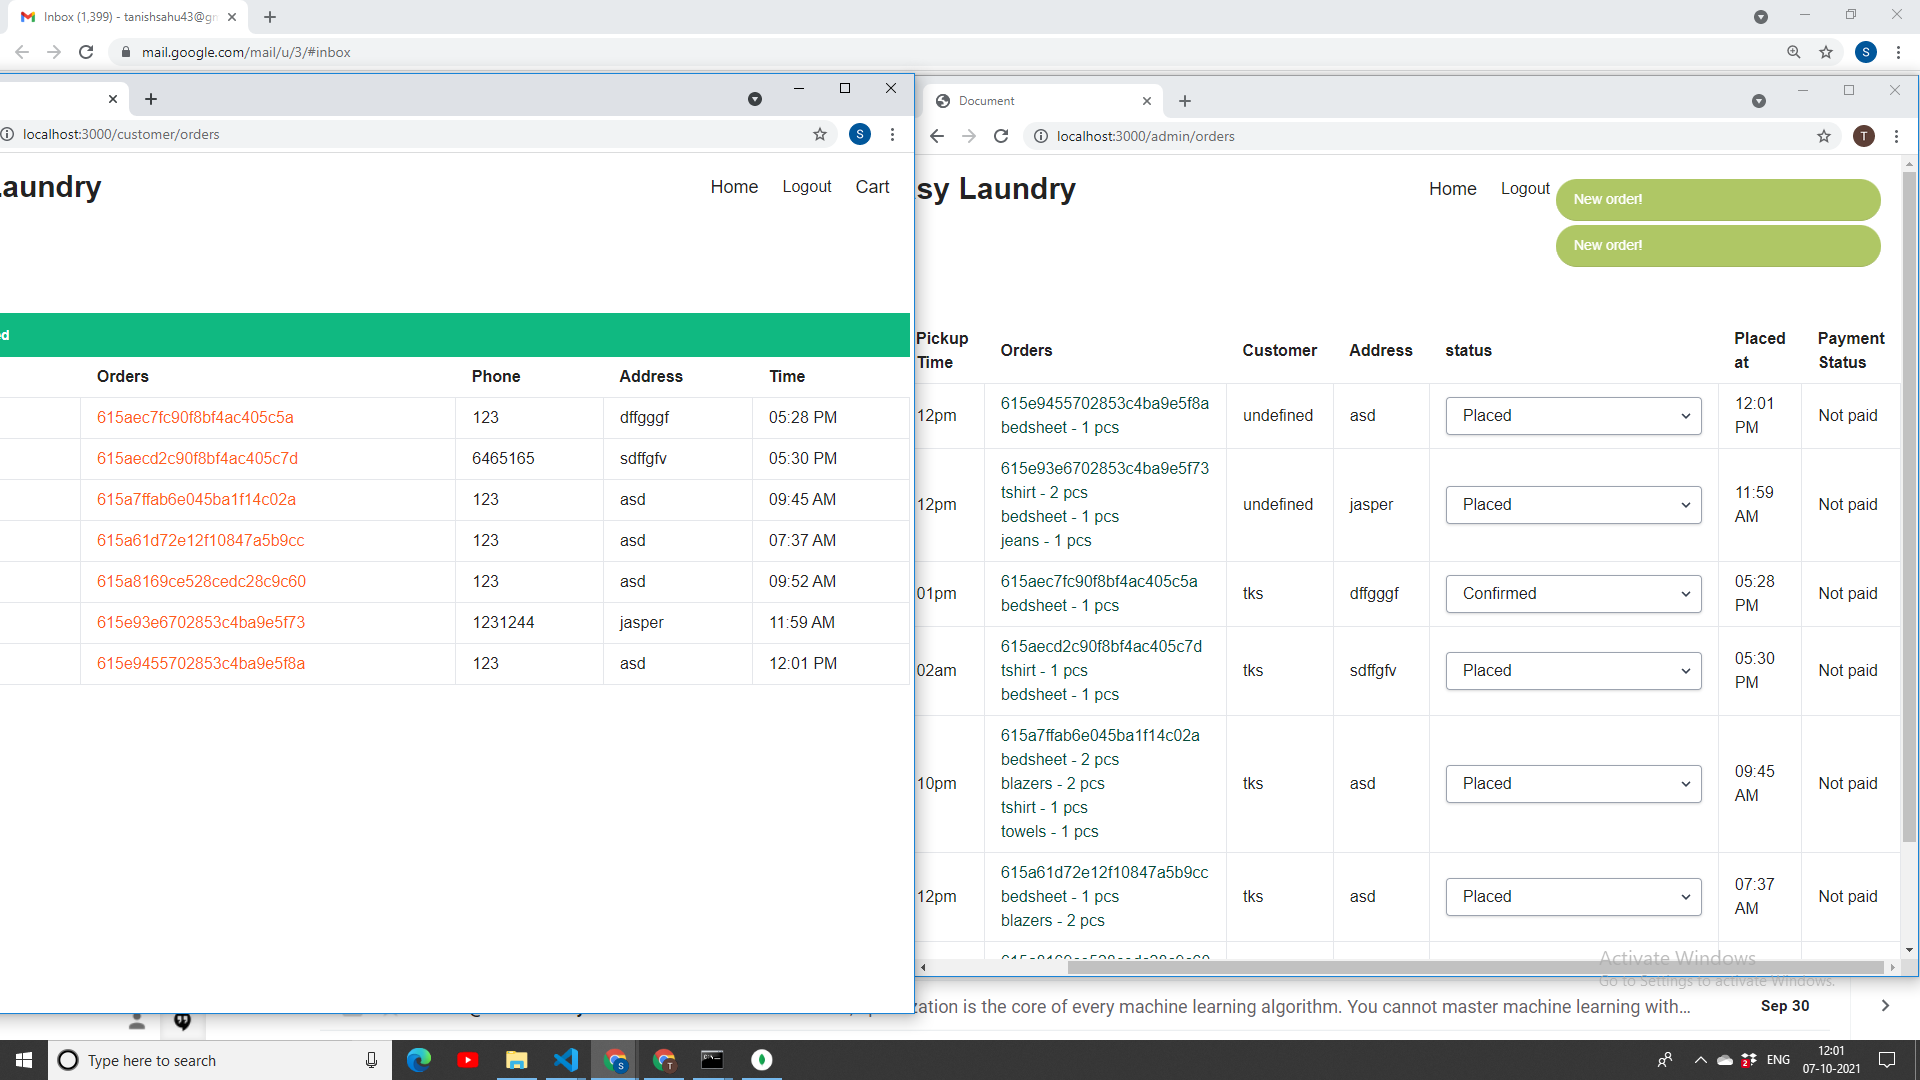 Inbox (1,399) - tanishsahu43@gm
mail.google.com/mail/u/3/#inbox
S
localhost:3000/customer/orders
S
Laundry
Home Logout Cart
Orders Phone Address Time
615aec7fc90f8bf4ac405c5a 123 dffgggf 05:28 PM
615aecd2c90f8bf4ac405c7d 6465165 sdffgfv 05:30 PM
615a7ffab6e045ba1f14c02a 123 asd 09:45 AM
615a61d72e12f10847a5b9cc 123 asd 07:37 AM
615a8169ce528cedc28c9c60 123 asd 09:52 AM
615e93e6702853c4ba9e5f73 1231244 jasper 11:59 AM
615e9455702853c4ba9e5f8a 123 asd 12:01 PM
Document
localhost:3000/admin/orders
T
sy Laundry
Home Logout
New order!
New order!
Pickup Time Orders Customer Address status Placed at Payment Status
12pm 615e9455702853c4ba9e5f8a undefined asd Placed 12:01 PM Not paid
bedsheet - 1 pcs
12pm 615e93e6702853c4ba9e5f73 undefined jasper Placed 11:59 AM Not paid
tshirt - 2 pcs
bedsheet - 1 pcs
jeans - 1 pcs
01pm 615aec7fc90f8bf4ac405c5a tks dffgggf Confirmed 05:28 PM Not paid
bedsheet - 1 pcs
02am 615aecd2c90f8bf4ac405c7d tks sdffgfv Placed 05:30 PM Not paid
tshirt - 1 pcs
bedsheet - 1 pcs
10pm 615a7ffab6e045ba1f14c02a tks asd Placed 09:45 AM Not paid
bedsheet - 2 pcs
blazers - 2 pcs
tshirt - 1 pcs
towels - 1 pcs
12pm 615a61d72e12f10847a5b9cc tks asd Placed 07:37 AM Not paid
bedsheet - 1 pcs
blazers - 2 pcs
Activate Windows
Go to Settings to activate Windows.
zation is the core of every machine learning algorithm. You cannot master machine learning with... Sep 30
Type here to search
ENG
12:01
07-10-2021